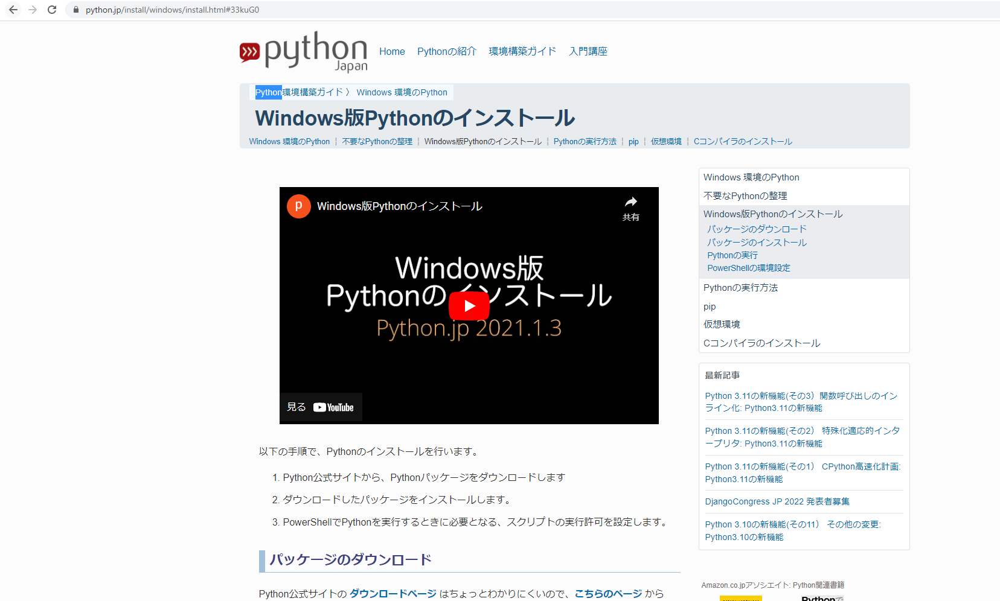 python.jp/install/windows/install.html#33kuG0
python
Japan
Home Pythonの紹介 環境構築ガイド 入門講座
Python環境構築ガイド 〉 Windows 環境のPython
Windows版Pythonのインストール
Windows 環境のPython ¦ 不要なPythonの整理 ¦ Windows版Pythonのインストール ¦ Pythonの実行方法 ¦ pip ¦ 仮想環境 ¦ Cコンパイラのインストール
p Windows版Pythonのインストール
共有
Windows版
Pythonのインストール
Python.jp 2021.1.3
見る YouTube
以下の手順で、Pythonのインストールを行います。
1. Python公式サイトから、Pythonパッケージをダウンロードします
2. ダウンロードしたパッケージをインストールします。
3. PowerShellでPythonを実行するときに必要となる、スクリプトの実行許可を設定します。
パッケージのダウンロード
Python公式サイトの ダウンロードページ はちょっとわかりにくいので、こちらのページ から
Windows 環境のPython
不要なPythonの整理
Windows版Pythonのインストール
パッケージのダウンロード
パッケージのインストール
Pythonの実行
PowerShellの環境設定
Pythonの実行方法
pip
仮想環境
Cコンパイラのインストール
最新記事
Python 3.11の新機能(その3）関数呼び出しのイン
ライン化: Python3.11の新機能
Python 3.11の新機能(その2） 特殊化適応的インタ
ープリタ: Python3.11の新機能
Python 3.11の新機能(その1） CPython高速化計画:
Python3.11の新機能
DjangoCongress JP 2022 発表者募集
Python 3.10の新機能(その11） その他の変更:
Python3.10の新機能
Amazon.co.jpアソシエイト: Python関連書籍
Pythonで